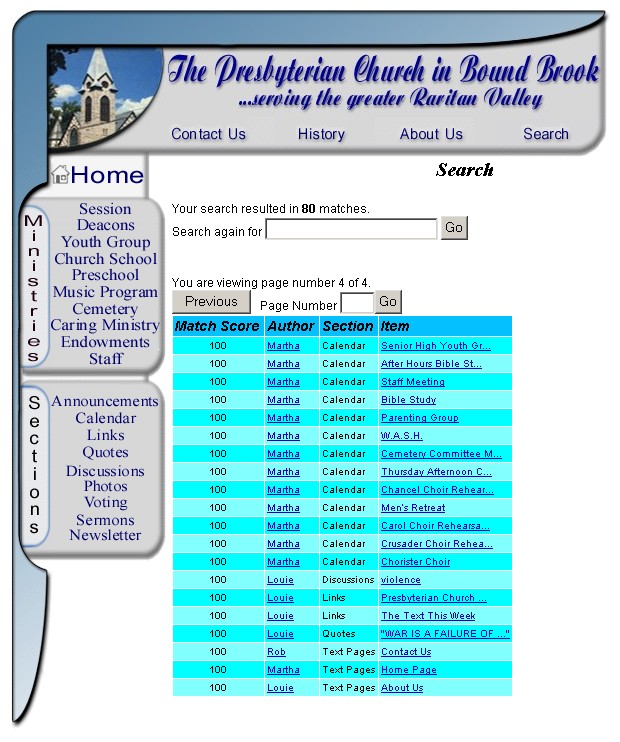 The Presbyterian Church in Bound Brook
...serving the greater Raritan Valley
Contact Us History About Us Search
Home
Ministries
Session
Deacons
Youth Group
Church School
Preschool
Music Program
Cemetery
Caring Ministry
Endowments
Staff
Sections
Announcements
Calendar
Links
Quotes
Discussions
Photos
Voting
Sermons
Newsletter
Search
Your search resulted in 80 matches.
Search again for Go
You are viewing page number 4 of 4.
Previous Page Number Go
Match Score Author Section Item
100 Martha Calendar Senior High Youth Gr...
100 Martha Calendar After Hours Bible St...
100 Martha Calendar Staff Meeting
100 Martha Calendar Bible Study
100 Martha Calendar Parenting Group
100 Martha Calendar W.A.S.H.
100 Martha Calendar Cemetery Committee M...
100 Martha Calendar Thursday Afternoon C...
100 Martha Calendar Chancel Choir Rehear...
100 Martha Calendar Men's Retreat
100 Martha Calendar Carol Choir Rehearsa...
100 Martha Calendar Crusader Choir Rehea...
100 Martha Calendar Chorister Choir
100 Louie Discussions violence
100 Louie Links Presbyterian Church ...
100 Louie Links The Text This Week
100 Louie Quotes "WAR IS A FAILURE OF ..."
100 Rob Text Pages Contact Us
100 Martha Text Pages Home Page
100 Louie Text Pages About Us